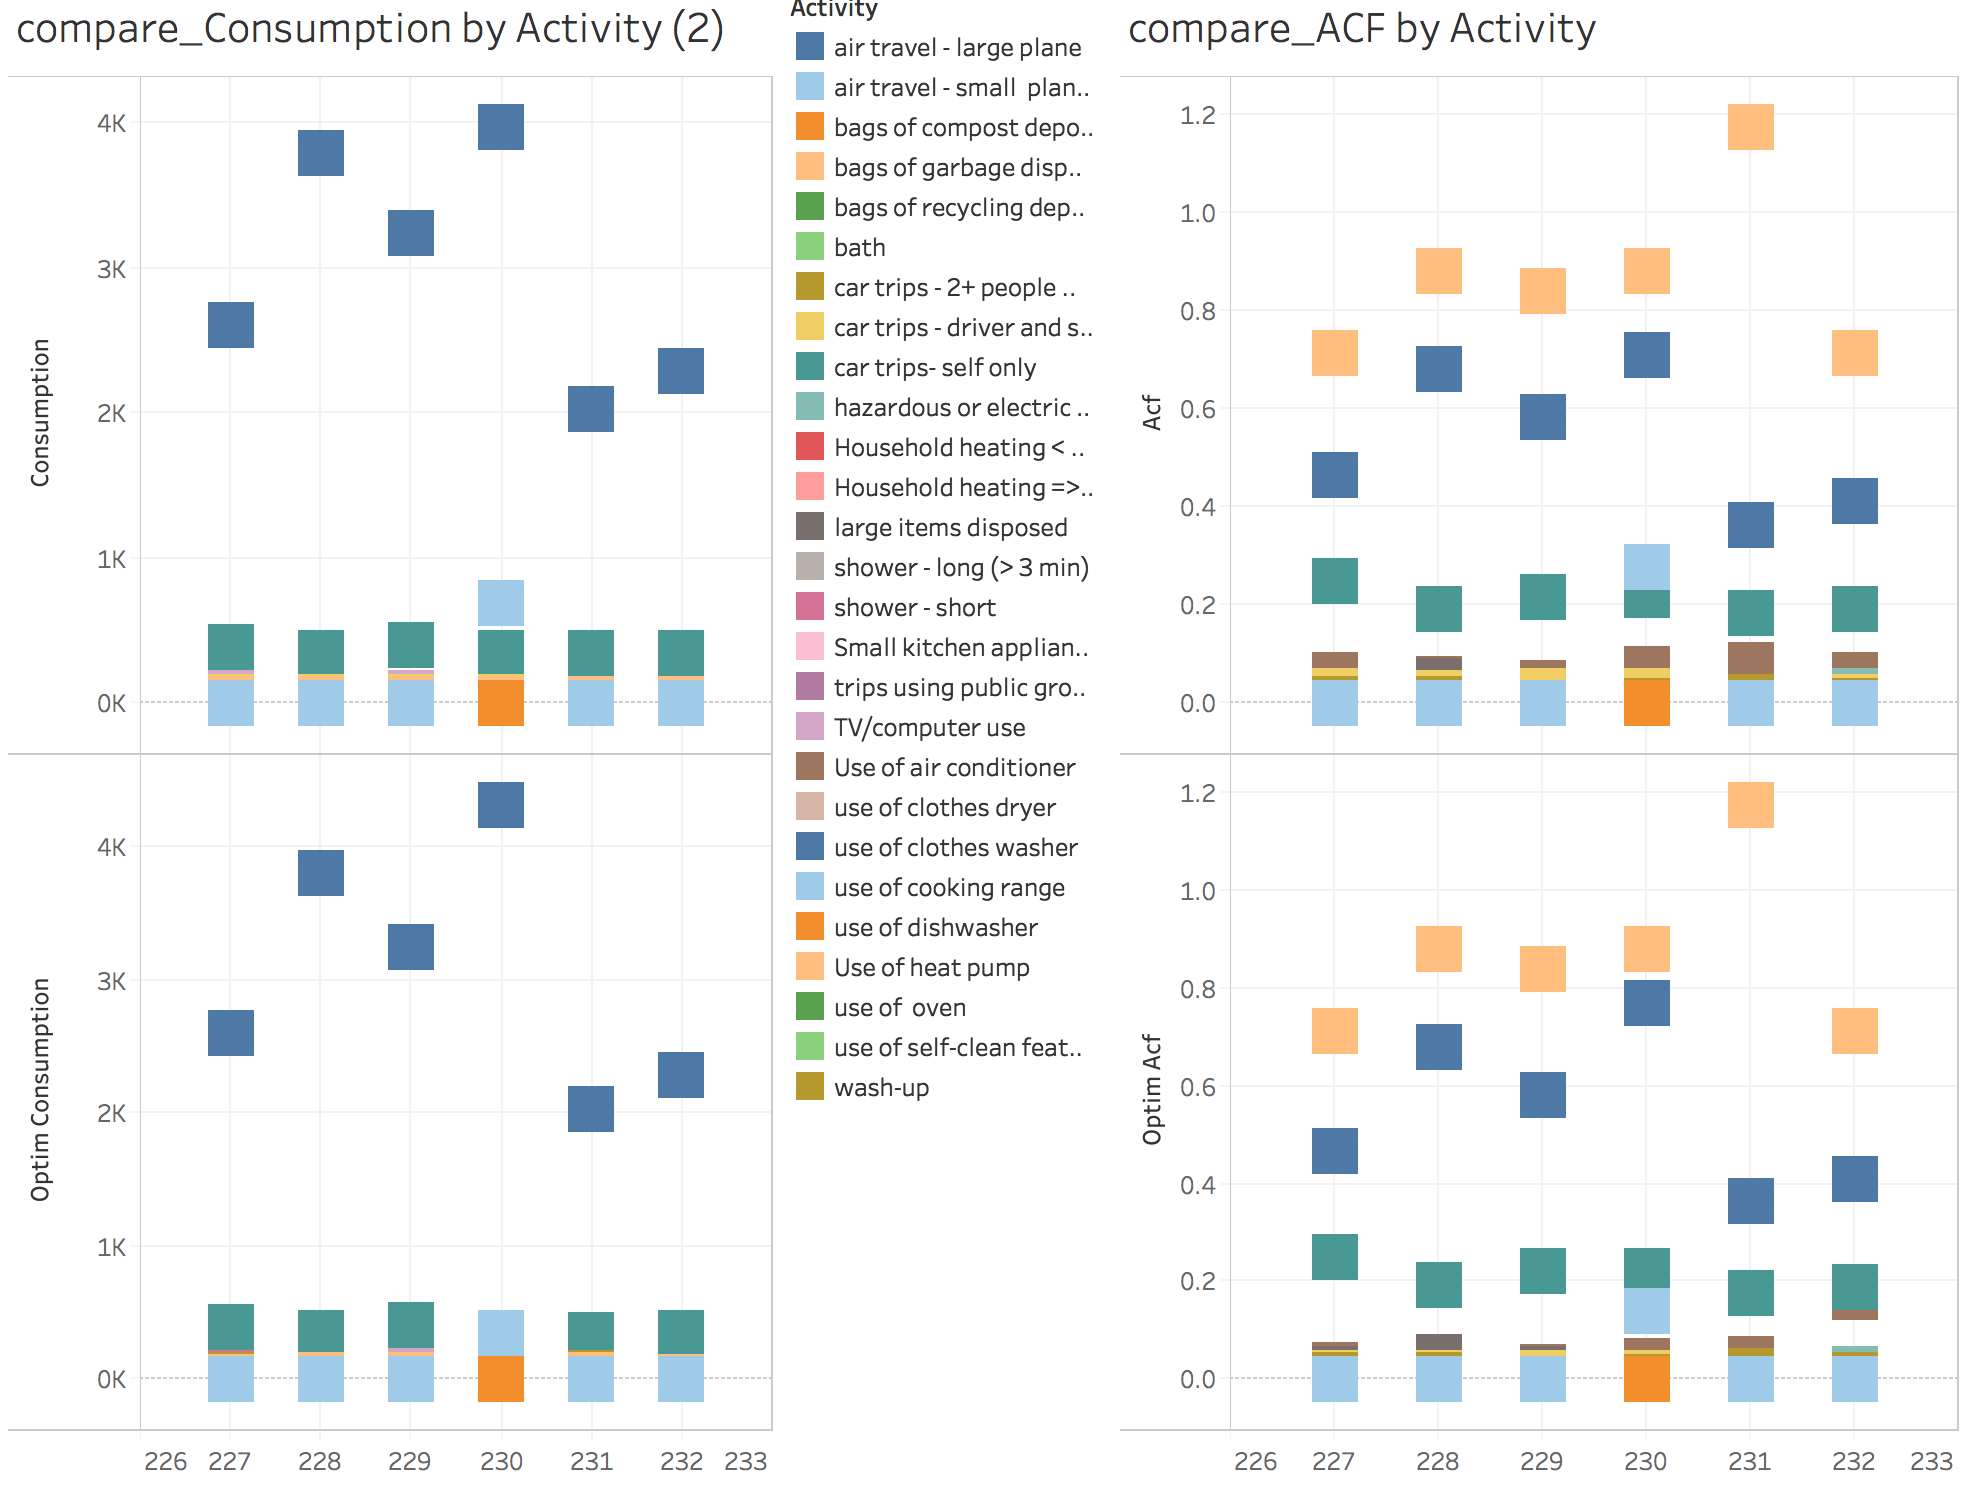 compare_Consumption by Activity (2)
4K
3K
2K
1K
0K
Consumption
4K
3K
2K
1K
0K
Optim Consumption
226 227 228 229 230 231 232 233
Activity
air travel - large plane
air travel - small plan..
bags of compost depo..
bags of garbage disp..
bags of recycling dep..
bath
car trips - 2+ people ..
car trips - driver and s..
car trips- self only
hazardous or electric ..
Household heating < ..
Household heating =>..
large items disposed
shower - long (> 3 min)
shower - short
Small kitchen applian..
trips using public gro..
TV/computer use
Use of air conditioner
use of clothes dryer
use of clothes washer
use of cooking range
use of dishwasher
Use of heat pump
use of oven
use of self-clean feat..
wash-up
compare_ACF by Activity
1.2
1.0
0.8
0.6
0.4
0.2
0.0
Acf
1.2
1.0
0.8
0.6
0.4
0.2
0.0
Optim Acf
226 227 228 229 230 231 232 233